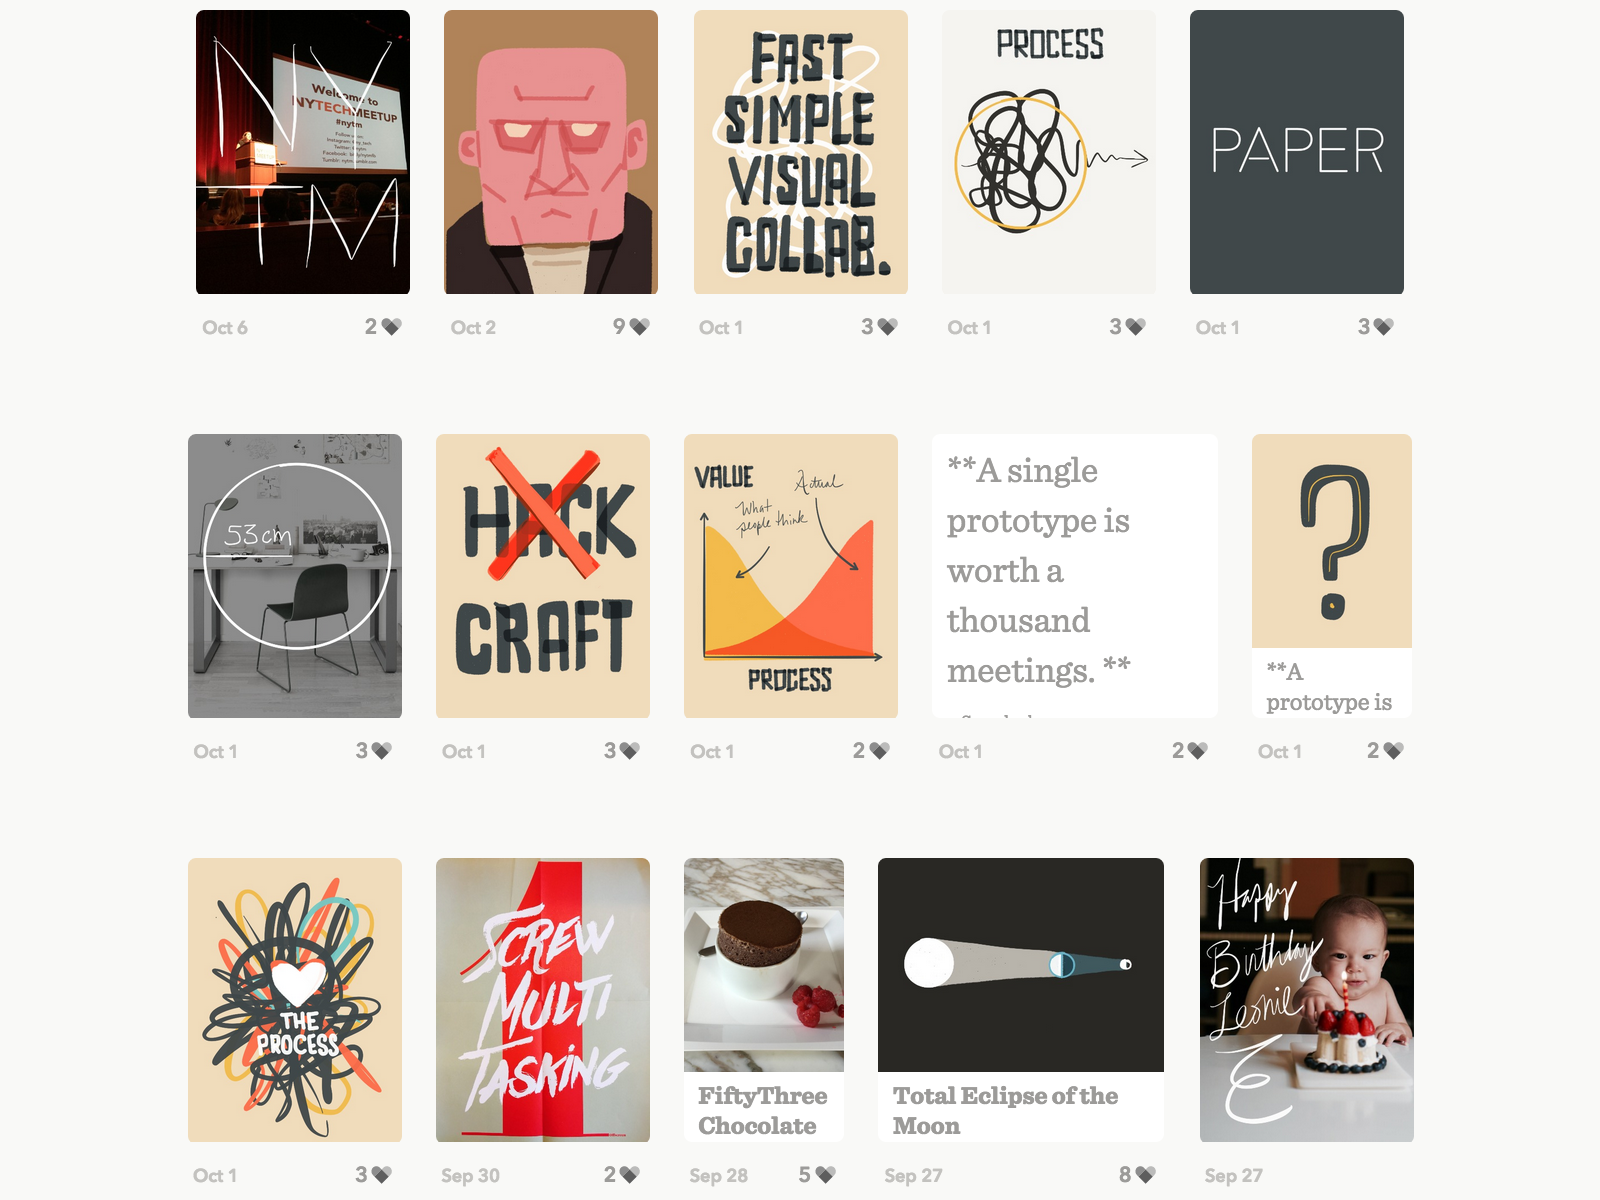 NY
TM
Welcome to
NYTECHMEETUP
#nytm
FAST
SIMPLE
VISUAL
COLLAB.
PROCESS
PAPER
Oct 6
2
Oct 2
9
Oct 1
3
Oct 1
3
Oct 1
3
53cm
HACK
CRAFT
VALUE
Actual
What
people think
PROCESS
**A single
prototype is
worth a
thousand
meetings. **
?
**A
prototype is
Oct 1
3
Oct 1
3
Oct 1
2
Oct 1
2
Oct 1
2
THE
PROCESS
1
SCREW
MULTI
TASKING
FiftyThree
Chocolate
Total Eclipse of the
Moon
Happy
Birthday
Leonie
Oct 1
3
Sep 30
2
Sep 28
5
Sep 27
8
Sep 27